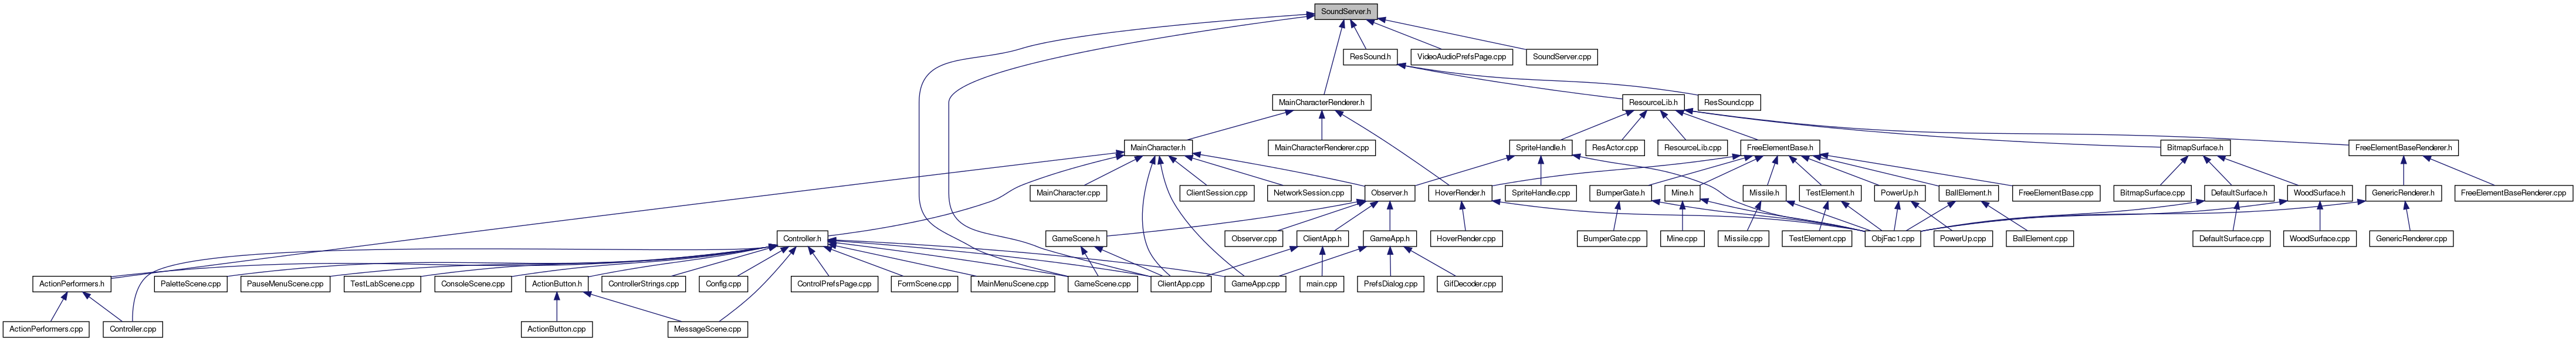 SoundServer.h
ResSound.h
VideoAudioPrefsPage.cpp
SoundServer.cpp
MainCharacterRenderer.h
ResourceLib.h
ResSound.cpp
MainCharacter.h
MainCharacterRenderer.cpp
SpriteHandle.h
ResActor.cpp
ResourceLib.cpp
FreeElementBase.h
BitmapSurface.h
FreeElementBaseRenderer.h
MainCharacter.cpp
ClientSession.cpp
NetworkSession.cpp
Observer.h
HoverRender.h
SpriteHandle.cpp
BumperGate.h
Mine.h
Missile.h
TestElement.h
PowerUp.h
BallElement.h
FreeElementBase.cpp
BitmapSurface.cpp
DefaultSurface.h
WoodSurface.h
GenericRenderer.h
FreeElementBaseRenderer.cpp
Controller.h
GameScene.h
Observer.cpp
ClientApp.h
GameApp.h
HoverRender.cpp
BumperGate.cpp
Mine.cpp
Missile.cpp
TestElement.cpp
ObjFac1.cpp
PowerUp.cpp
BallElement.cpp
DefaultSurface.cpp
WoodSurface.cpp
GenericRenderer.cpp
ActionPerformers.h
PaletteScene.cpp
PauseMenuScene.cpp
TestLabScene.cpp
ConsoleScene.cpp
ActionButton.h
ControllerStrings.cpp
Config.cpp
ControlPrefsPage.cpp
FormScene.cpp
MainMenuScene.cpp
GameScene.cpp
ClientApp.cpp
GameApp.cpp
main.cpp
PrefsDialog.cpp
GifDecoder.cpp
ActionPerformers.cpp
Controller.cpp
ActionButton.cpp
MessageScene.cpp